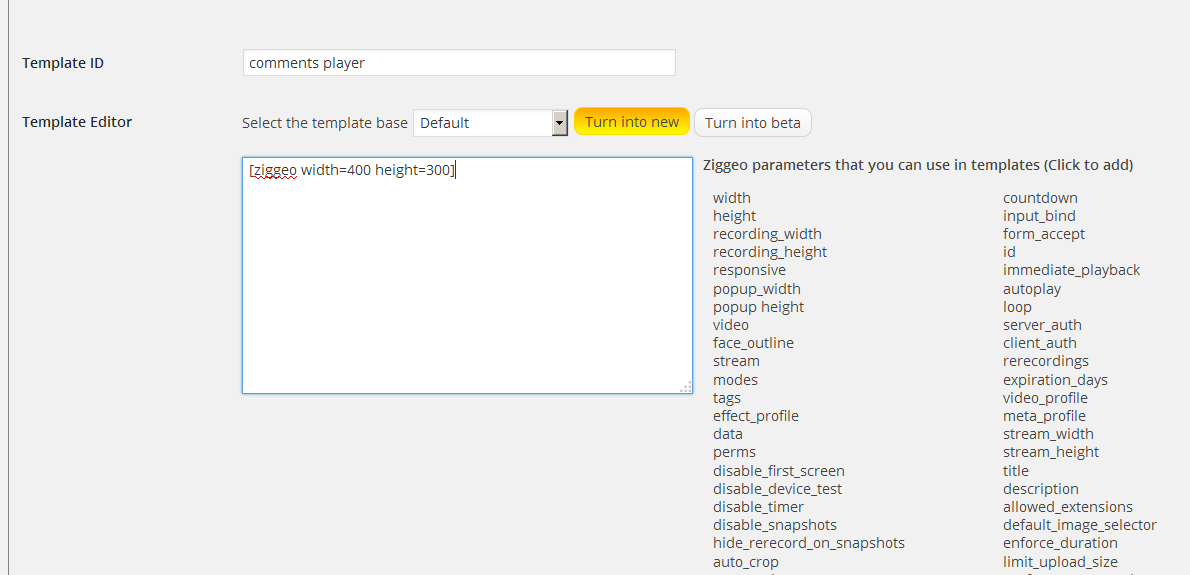 Template ID
comments player
Template Editor
Select the template base
Default
Turn into new
Turn into beta
[ziggeo width=400 height=300]
Ziggeo parameters that you can use in templates (Click to add)
width
height
recording_width
recording_height
responsive
popup_width
popup height
video
face_outline
stream
modes
tags
effect_profile
data
perms
disable_first_screen
disable_device_test
disable_timer
disable_snapshots
hide_rerecord_on_snapshots
auto_crop
countdown
input_bind
form_accept
id
immediate_playback
autoplay
loop
server_auth
client_auth
rerecordings
expiration_days
video_profile
meta_profile
stream_width
stream_height
title
description
allowed_extensions
default_image_selector
enforce_duration
limit_upload_size